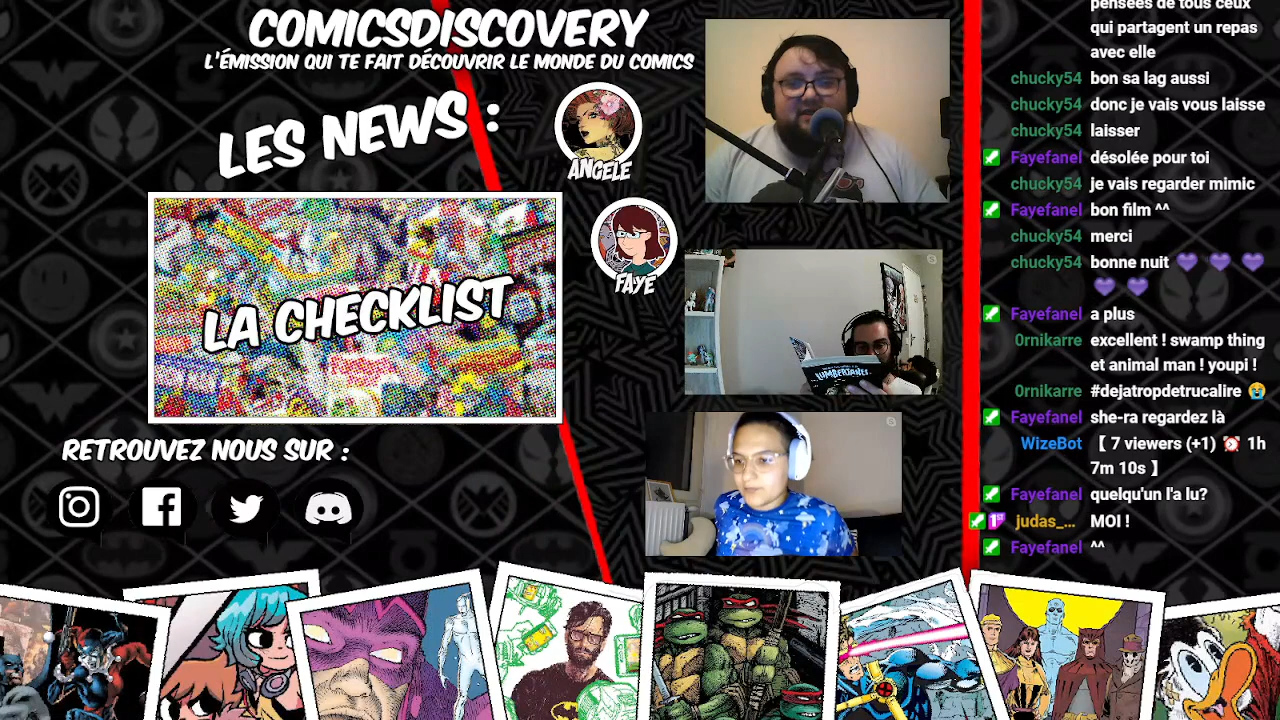 COMICSDISCOVERY
L'ÉMISSION QUI TE FAIT DÉCOUVRIR LE MONDE DU COMICS
LES NEWS :
ANGELE
FAYE
LA CHECKLIST
RETROUVEZ NOUS SUR :
LUMBERJANES
pensées de tous ceux
qui partagent un repas
avec elle
chucky54 bon sa lag aussi
chucky54 donc je vais vous laisse
chucky54 laisser
Fayefanel désolée pour toi
chucky54 je vais regarder mimic
Fayefanel bon film ^^
chucky54 merci
chucky54 bonne nuit 💜 💜 💜
💜 💜
Fayefanel a plus
0rnikarre excellent ! swamp thing
et animal man ! youpi !
0rnikarre #dejatropdetrucalire 😭
Fayefanel she-ra regardez là
WizeBot 【 7 viewers (+1) ⏰ 1h
7m 10s 】
Fayefanel quelqu'un l'a lu?
1ST judas_... MOI !
Fayefanel ^^